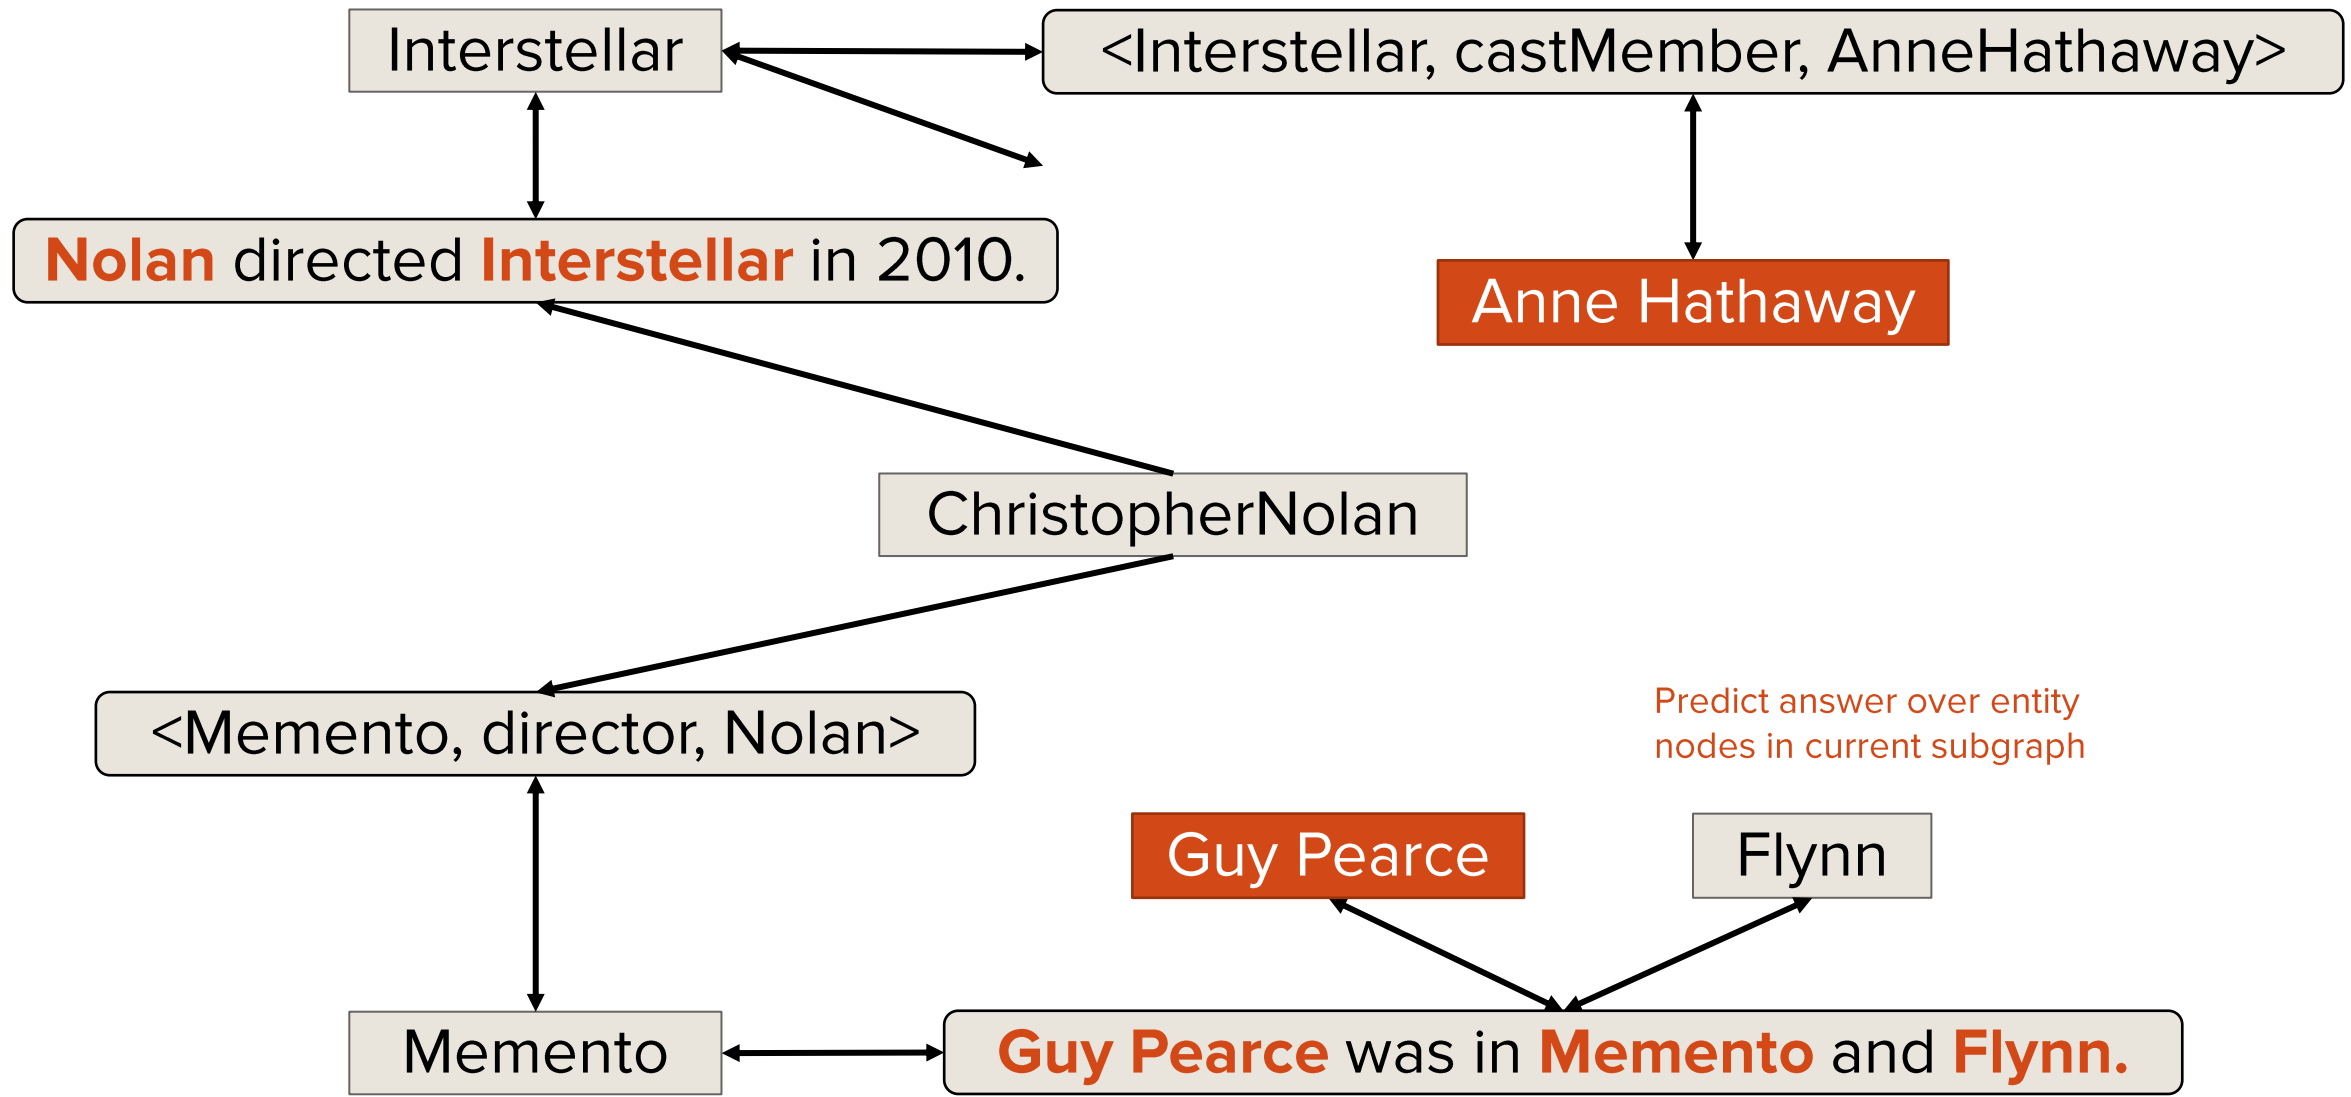 Interstellar
<Interstellar, castMember, AnneHathaway>
Nolan directed Interstellar in 2010.
Anne Hathaway
ChristopherNolan
<Memento, director, Nolan>
Predict answer over entity
nodes in current subgraph
Guy Pearce
Flynn
Memento
Guy Pearce was in Memento and Flynn.